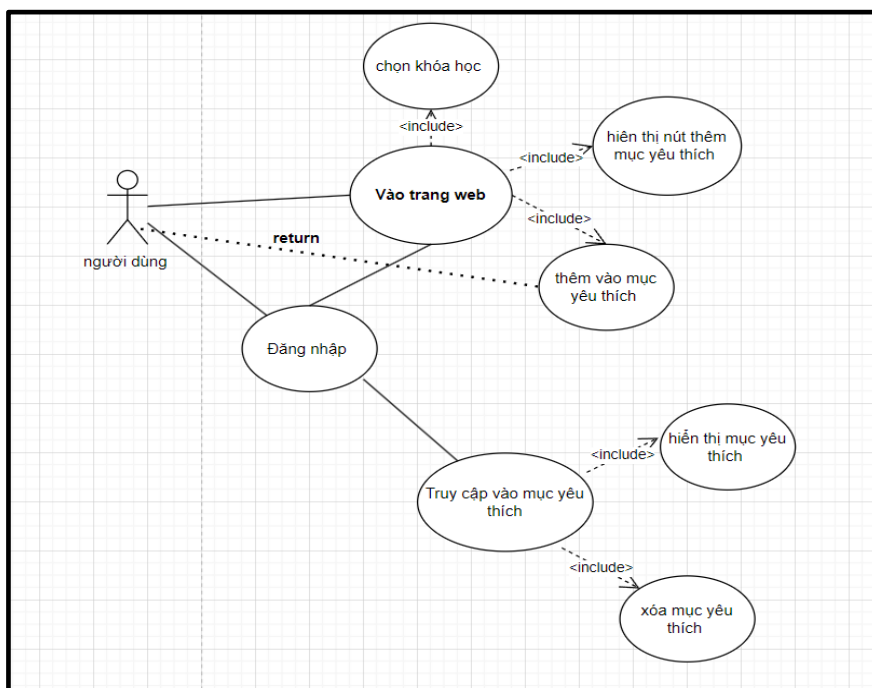 chọn khóa học
<include>
hiên thị nút thêm
mục yêu thích
<include>
Vào trang web
<include>
người dùng
return
thêm vào mục
yêu thích
Đăng nhập
hiển thị mục yêu
thích
<include>
Truy cập vào mục yêu
thích
<include>
xóa mục yêu
thích